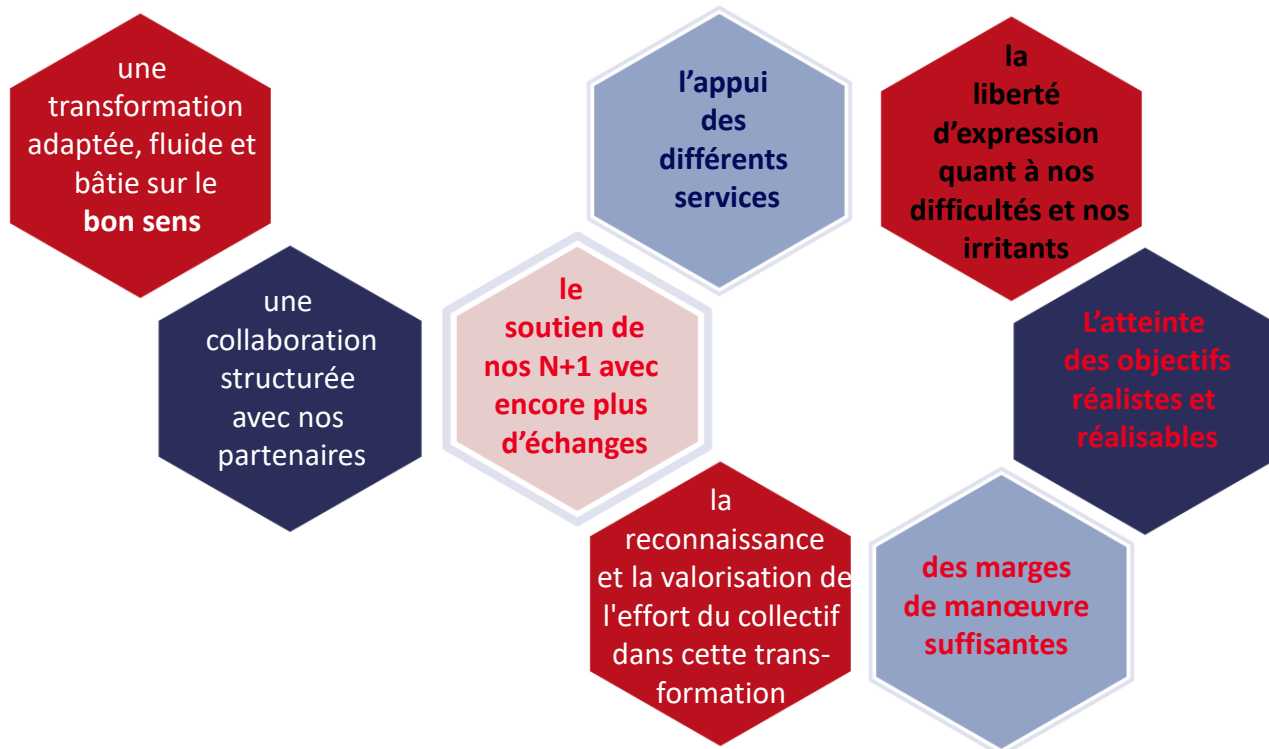 une
transformation
adaptée, fluide et
bâtie sur le
bon sens
une
collaboration
structurée
avec nos
partenaires
le
soutien de
nos N+1 avec
encore plus
d’échanges
l’appui
des
différents
services
la
reconnaissance
et la valorisation de
l'effort du collectif
dans cette trans-
formation
la
liberté
d’expression
quant à nos
difficultés et nos
irritants
L’atteinte
des objectifs
réalistes et
réalisables
des marges
de manœuvre
suffisantes